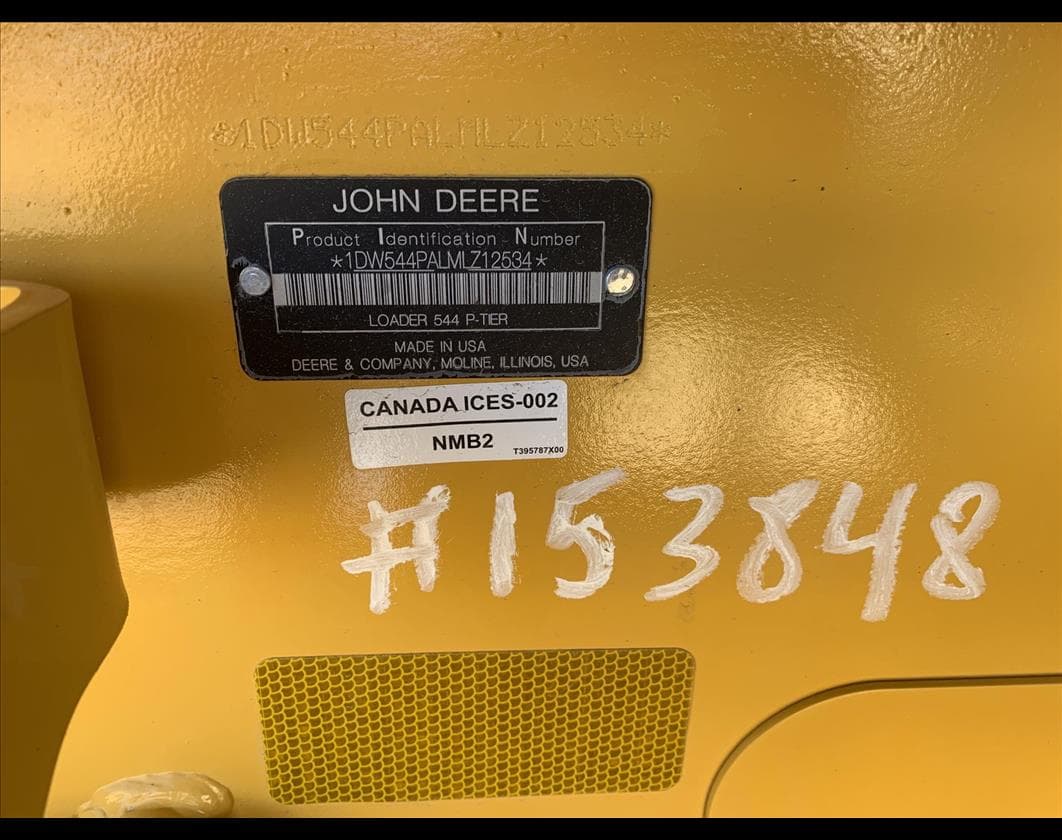 *1DW544PALMLZ12534*
JOHN DEERE
Product Identification Number
*1DW544PALMLZ12534*
LOADER 544 P-TIER
MADE IN USA
DEERE & COMPANY, MOLINE, ILLINOIS, USA
CANADA ICES-002
NMB2
T395787X00
#153848